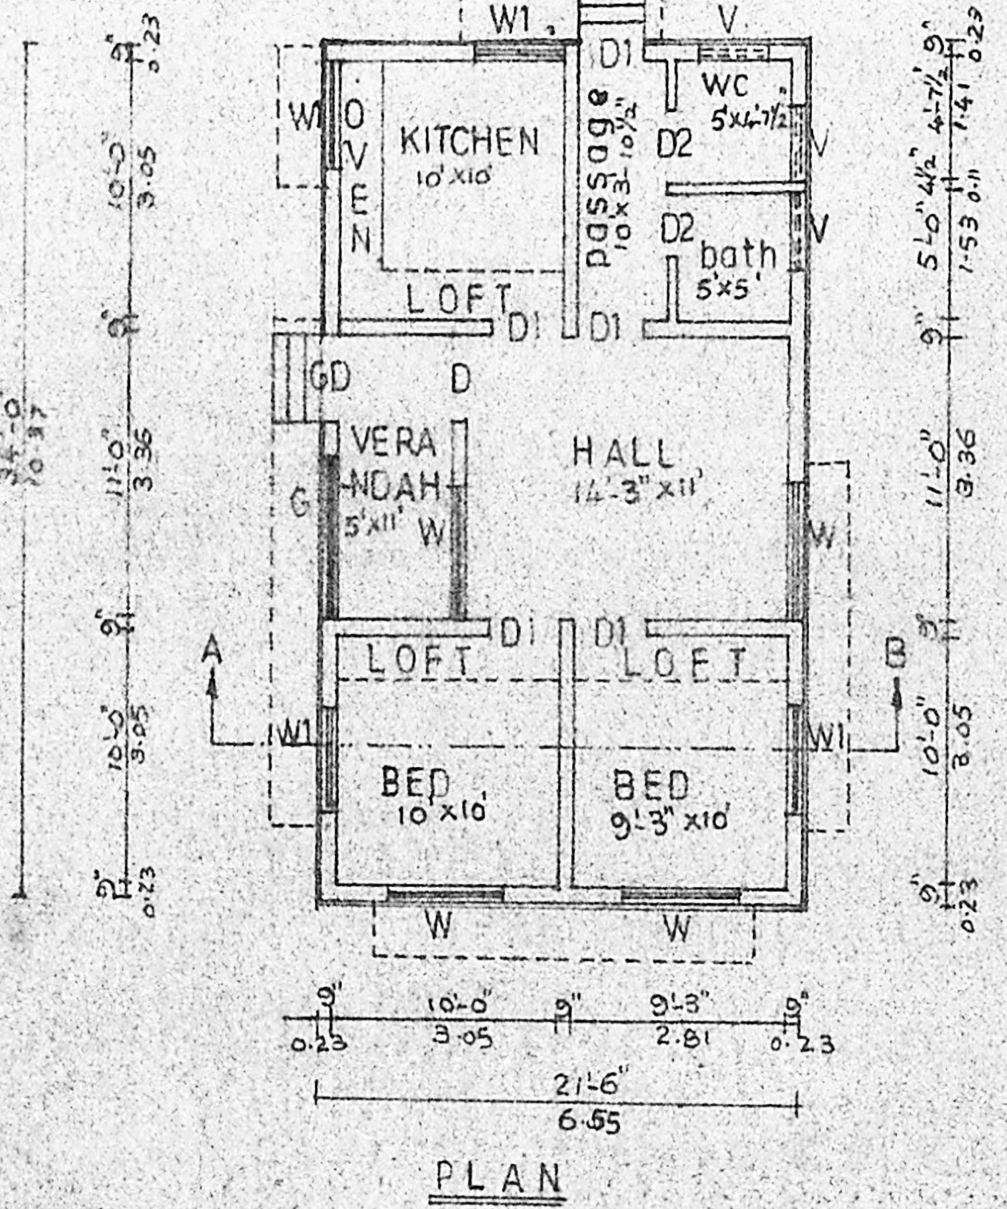 W1
V
D1
WC
5'x4'-7½"
W1
OVEN
KITCHEN
10'X10'
passage
10'x3'-10½"
D2
V
D2
V
bath
5'x5'
LOFT
D1
D1
GD
D
VERA
-NDAH
5'x11'
HALL
14'-3"x11'
G
W
W
D1
D1
LOFT
LOFT
A
B
W1
W1
BED
10'x10'
BED
9'-3"x10'
W
W
34'-0
10.37
9"
0.23
10'-0"
3.05
9"
11'-0"
3.36
9"
10'-0"
3.05
9"
0.23
9"
0.23
4'-7½"
1.41
4½"
0.11
5'-0"
1.53
9"
11'-0"
3.36
9"
10'-0"
3.05
9"
0.23
9" 10'-0" 9" 9'-3" 9"
0.23 3.05 2.81 0.23
21'-6"
6.55
PLAN